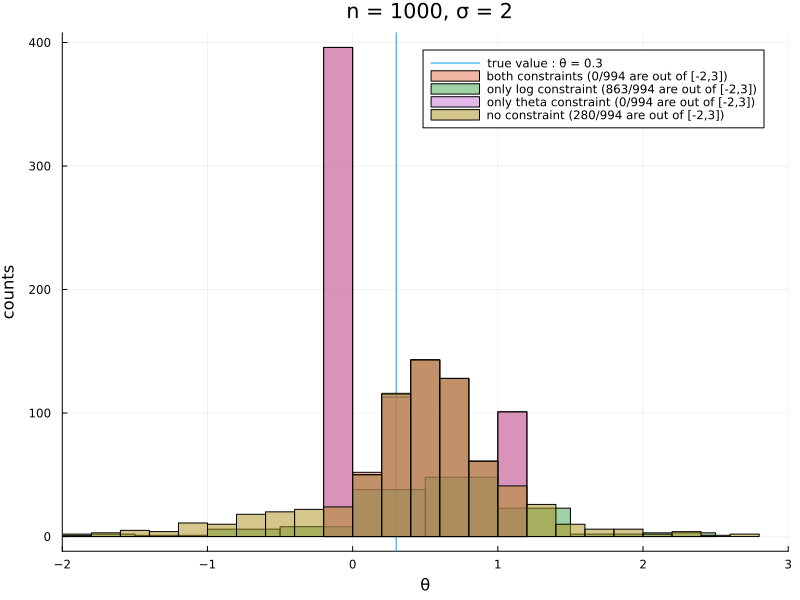 n = 1000, σ = 2
400
300
200
100
0
counts
true value : θ = 0.3
both constraints (0/994 are out of [-2,3])
only log constraint (863/994 are out of [-2,3])
only theta constraint (0/994 are out of [-2,3])
no constraint (280/994 are out of [-2,3])
−2 −1 0 1 2 3
θ